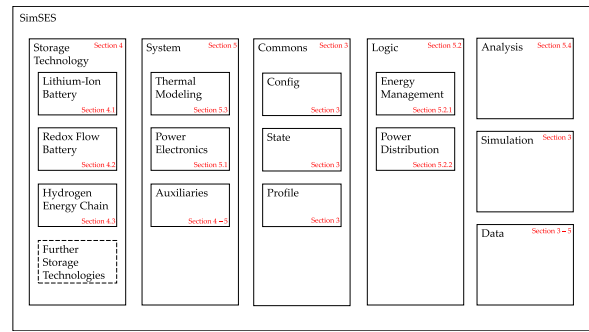 SimSES
Storage Technology Section 4
Lithium-Ion
Battery
Section 4.1
Redox Flow
Battery
Section 4.2
Hydrogen
Energy Chain
Section 4.3
Further
Storage
Technologies
System Section 5
Thermal
Modeling
Section 5.3
Power
Electronics
Section 5.1
Auxiliaries
Section 4 – 5
Commons Section 3
Config
Section 3
State
Section 3
Profile
Section 3
Logic Section 5.2
Energy
Management
Section 5.2.1
Power
Distribution
Section 5.2.2
Analysis Section 5.4
Simulation Section 3
Data Section 3 – 5